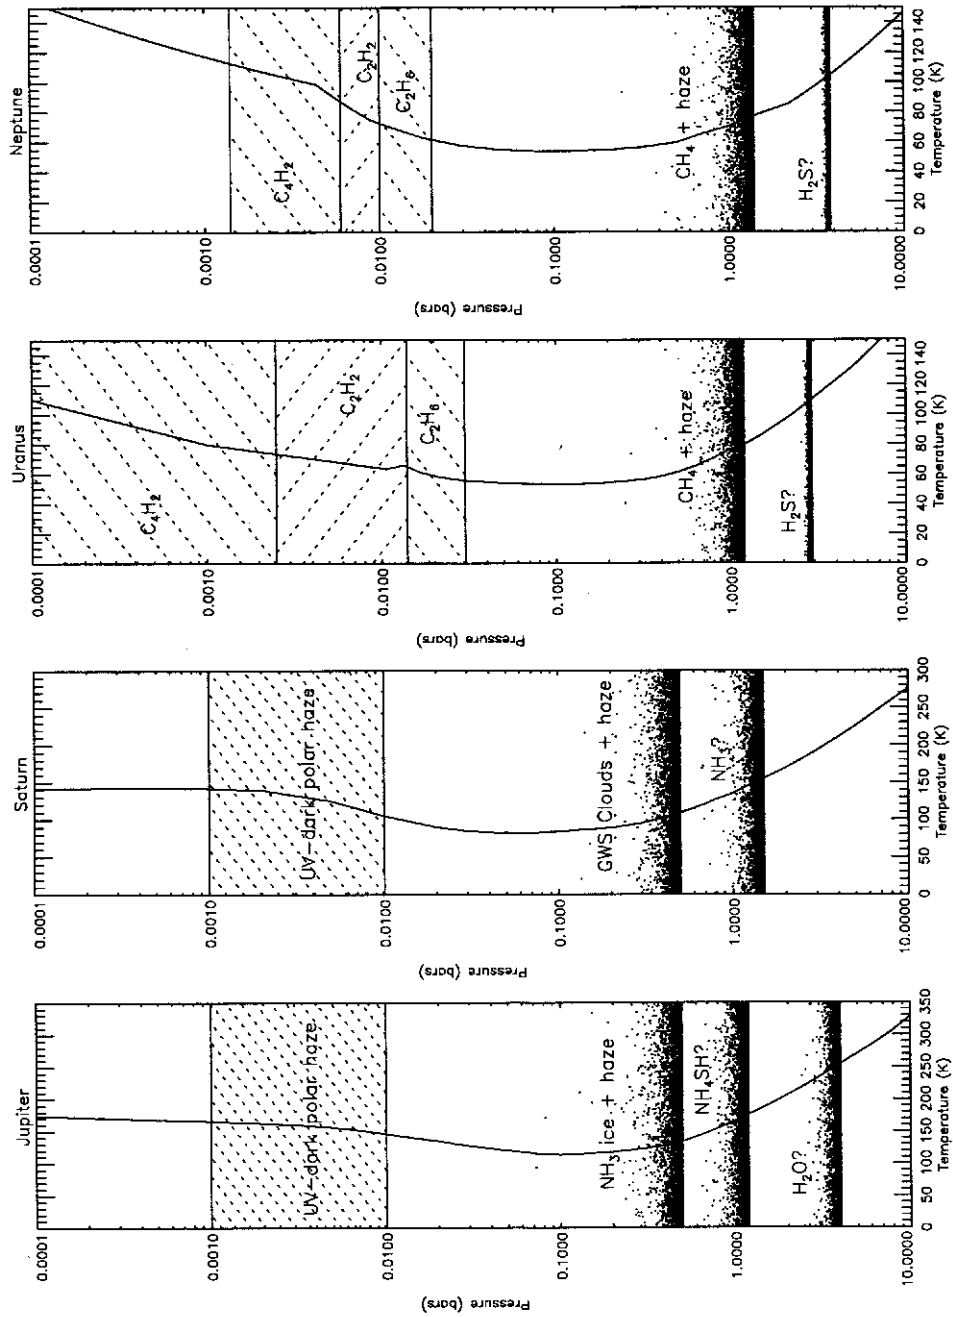 Jupiter
0.0001
0.0010
0.0100
0.1000
1.0000
10.0000
Pressure (bars)
UV-dark polar haze
NH₃ ice + haze
NH₄SH?
H₂O?
0 50 100 150 200 250 300 350
Temperature (K)
Saturn
0.0001
0.0010
0.0100
0.1000
1.0000
10.0000
Pressure (bars)
UV-dark polar haze
GWS Clouds + haze
NH₃?
0 50 100 150 200 250 300
Temperature (K)
Uranus
0.0001
0.0010
0.0100
0.1000
1.0000
10.0000
Pressure (bars)
C₄H₂
C₂H₂
C₂H₆
CH₄ + haze
H₂S?
0 20 40 60 80 100 120 140
Temperature (K)
Neptune
0.0001
0.0010
0.0100
0.1000
1.0000
10.0000
Pressure (bars)
C₄H₂
C₂H₂
C₂H₆
CH₄ + haze
H₂S?
0 20 40 60 80 100 120 140
Temperature (K)